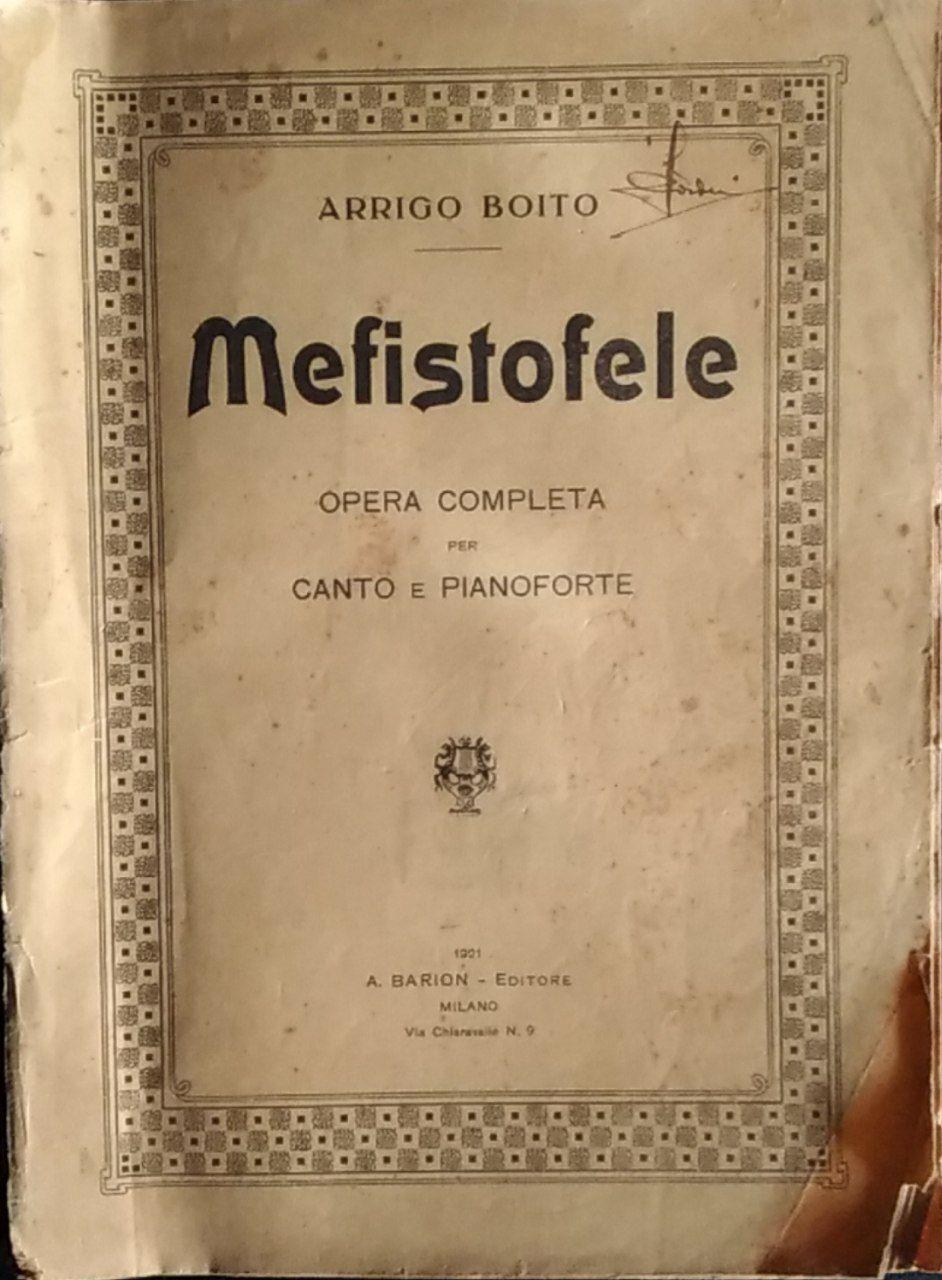 ARRIGO BOITO
Mefistofele
OPERA COMPLETA
PER
CANTO E PIANOFORTE
1921
A. BARION - EDITORE
MILANO
Via Chiaravalle N. 9